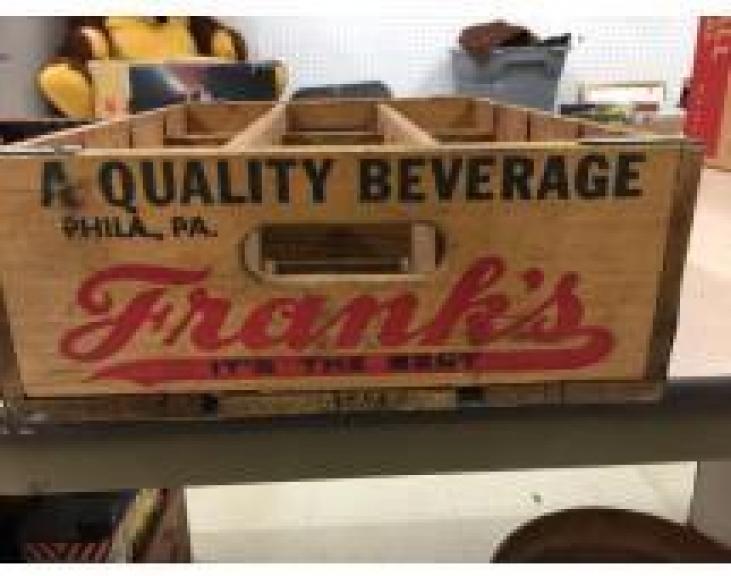 A QUALITY BEVERAGE
PHILA., PA.
Frank's
IT'S THE BEST